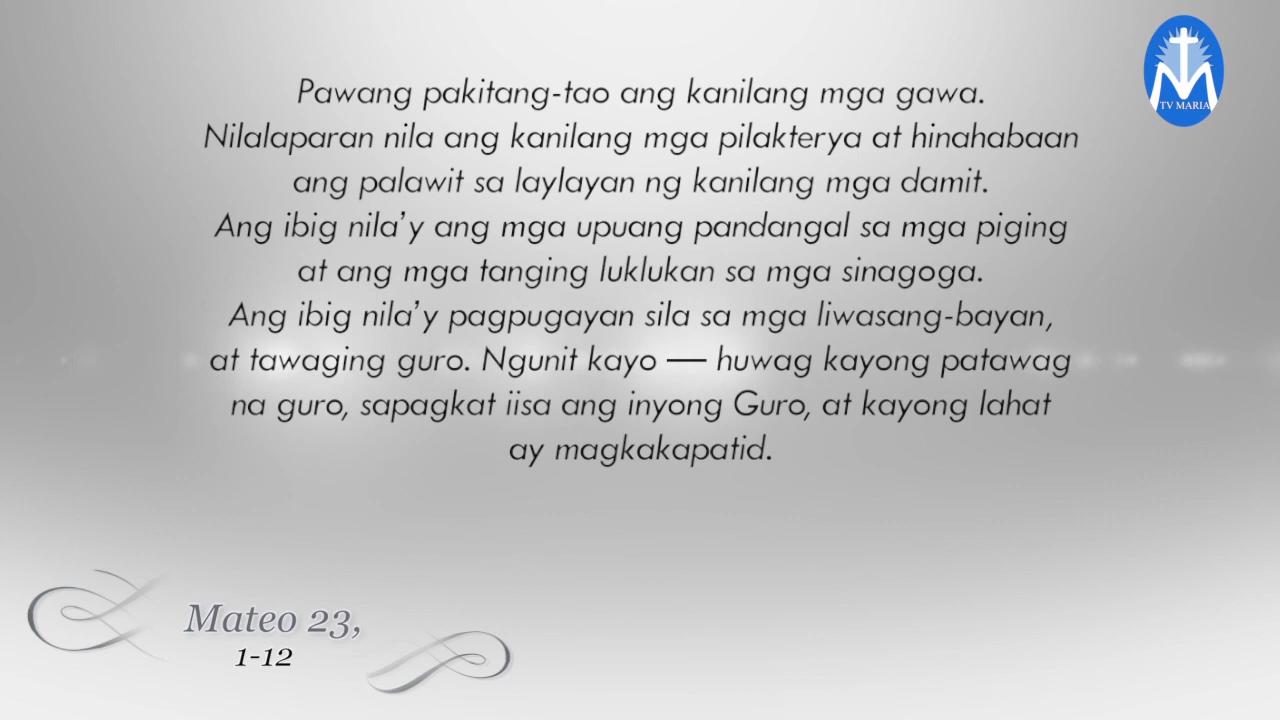 TV MARIA
Pawang pakitang-tao ang kanilang mga gawa.
Nilalaparan nila ang kanilang mga pilakterya at hinahabaan
ang palawit sa laylayan ng kanilang mga damit.
Ang ibig nila’y ang mga upuang pandangal sa mga piging
at ang mga tanging luklukan sa mga sinagoga.
Ang ibig nila’y pagpugayan sila sa mga liwasang-bayan,
at tawaging guro. Ngunit kayo — huwag kayong patawag
na guro, sapagkat iisa ang inyong Guro, at kayong lahat
ay magkakapatid.
Mateo 23,
1-12